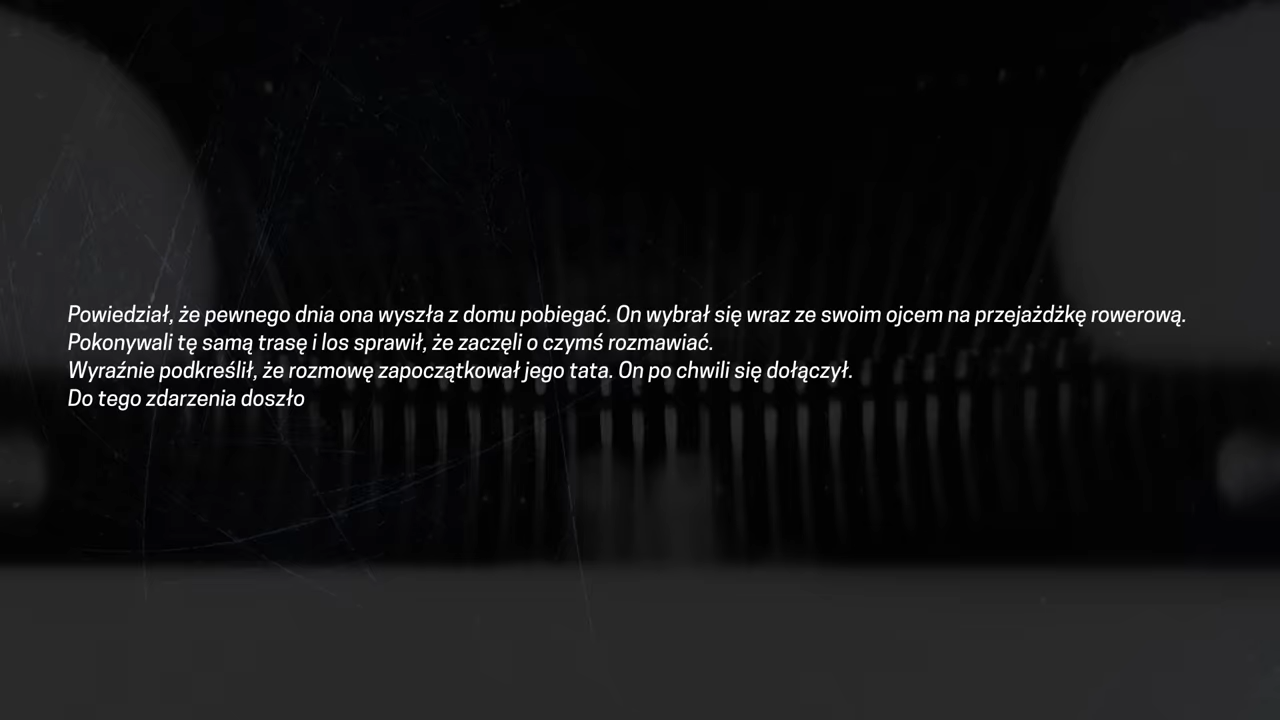 Powiedział, że pewnego dnia ona wyszła z domu pobiegać. On wybrał się wraz ze swoim ojcem na przejażdżkę rowerową.
Pokonywali tę samą trasę i los sprawił, że zaczęli o czymś rozmawiać.
Wyraźnie podkreślił, że rozmowę zapoczątkował jego tata. On po chwili się dołączył.
Do tego zdarzenia doszło